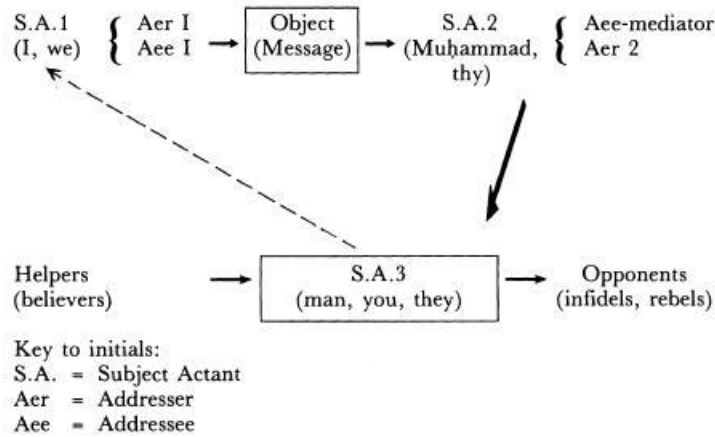 S.A.1 { Aer I Object S.A.2 { Aee-mediator
(I, we) Aee I (Message) (Muḥammad, Aer 2
thy)
Helpers S.A.3 Opponents
(believers) (man, you, they) (infidels, rebels)
Key to initials:
S.A. = Subject Actant
Aer = Addresser
Aee = Addressee